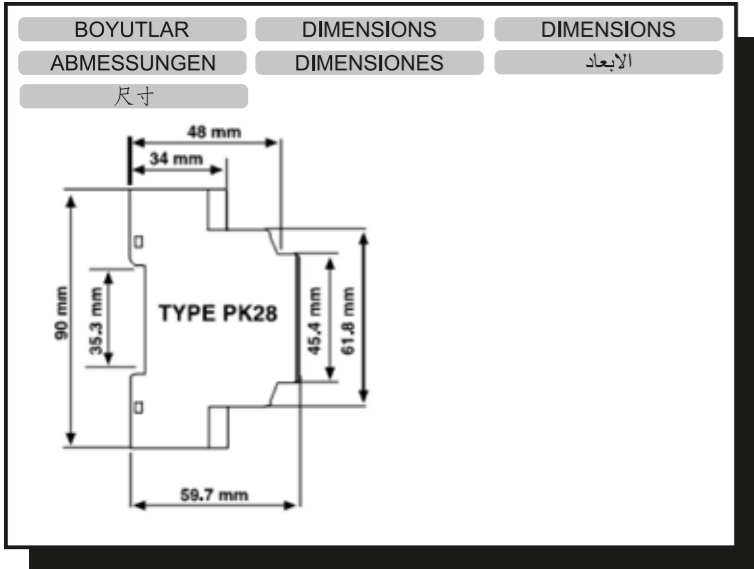 BOYUTLAR DIMENSIONS DIMENSIONS
ABMESSUNGEN DIMENSIONES الابعاد
尺寸
48 mm
34 mm
90 mm
35.3 mm
TYPE PK28
45.4 mm
61.8 mm
59.7 mm